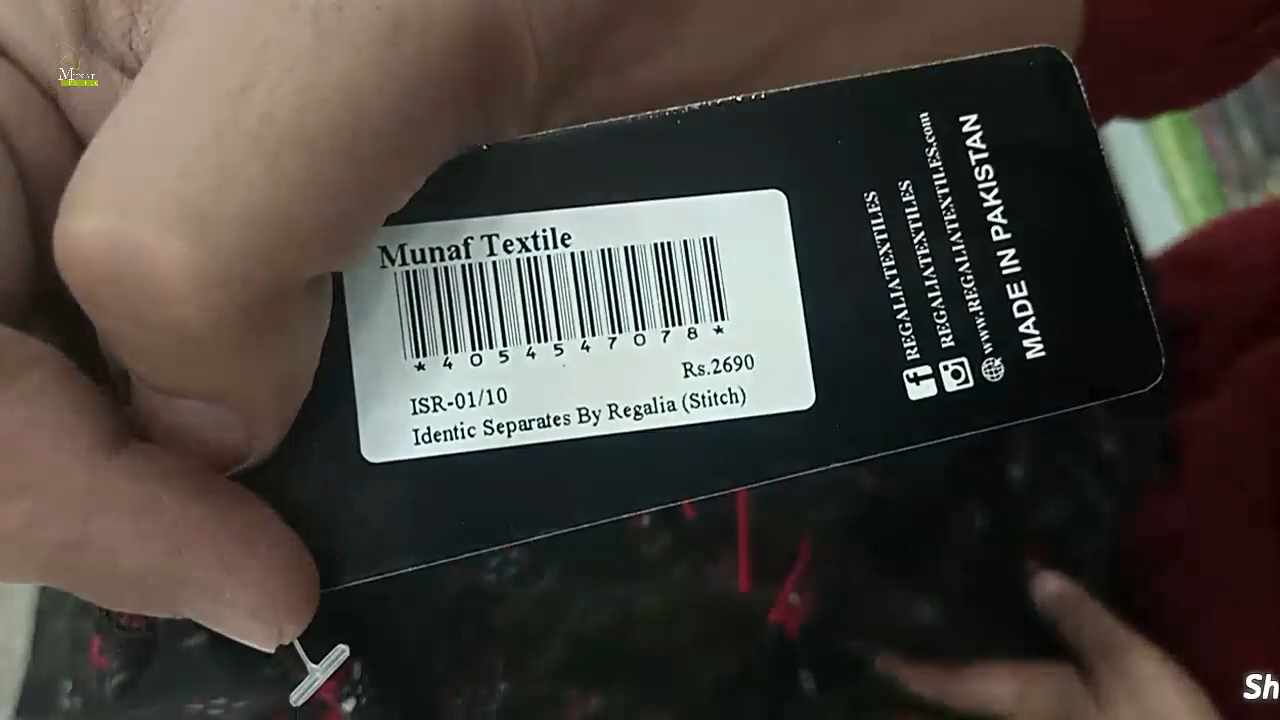 MUNAF
Munaf Textile
*4054547078*
Rs.2690
ISR-01/10
Identic Separates By Regalia (Stitch)
REGALIATEXTILES
REGALIATEXTILES
www.REGALIATEXTILES.com
MADE IN PAKISTAN
Sh